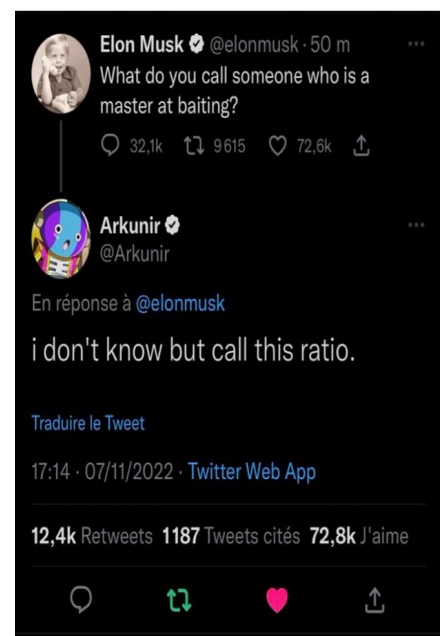 Elon Musk @elonmusk · 50 m
What do you call someone who is a
master at baiting?
32,1k 9 615 72,6k
Arkunir
@Arkunir
En réponse à @elonmusk
i don't know but call this ratio.
Traduire le Tweet
17:14 · 07/11/2022 · Twitter Web App
12,4k Retweets 1187 Tweets cités 72,8k J'aime